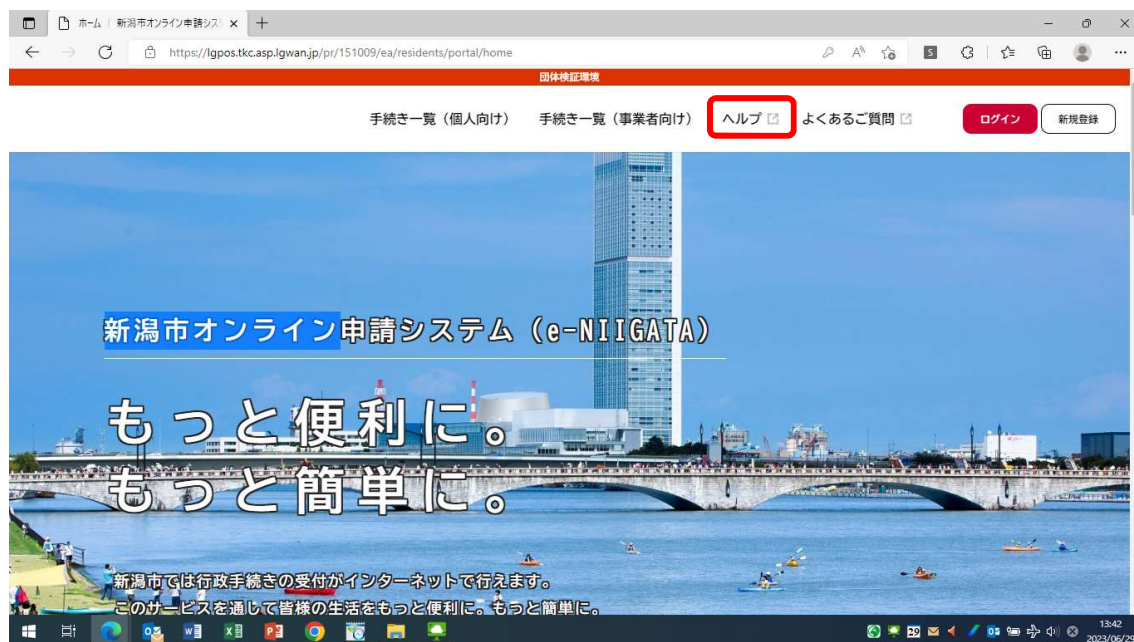 ホーム | 新潟市オンライン申請シス
https://lgpos.tkc.asp.lgwan.jp/pr/151009/ea/residents/portal/home
団体検証環境
手続き一覧（個人向け） 手続き一覧（事業者向け） ヘルプ よくあるご質問 ログイン 新規登録
新潟市オンライン申請システム（e-NIIGATA）
もっと便利に。
もっと簡単に。
新潟市では行政手続きの受付がインターネットで行えます。
このサービスを通じて皆様の生活をもっと便利に。もっと簡単に。
29
13:42